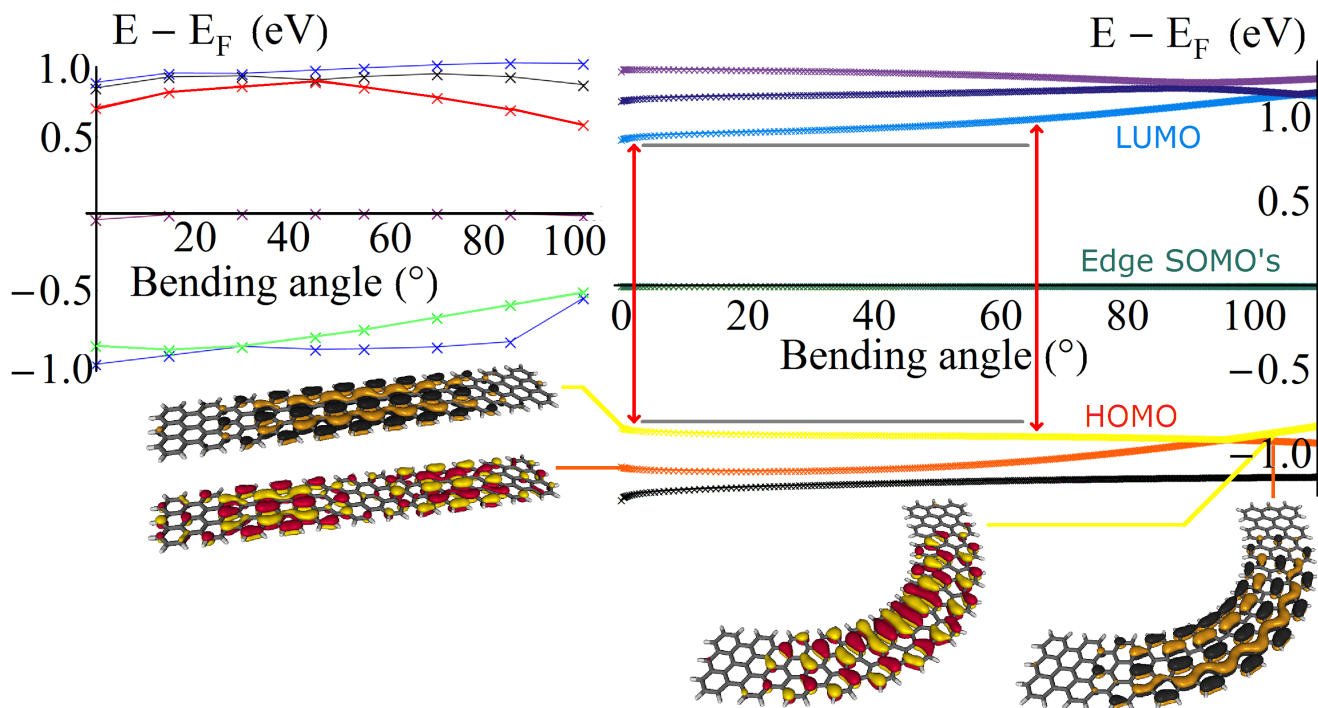 E – E_F (eV)
1.0
0.5
20 40 60 80 100
Bending angle (°)
−0.5
−1.0
E – E_F (eV)
1.0
LUMO
0.5
Edge SOMO's
0 20 40 60 80 100
Bending angle (°)
−0.5
HOMO
−1.0